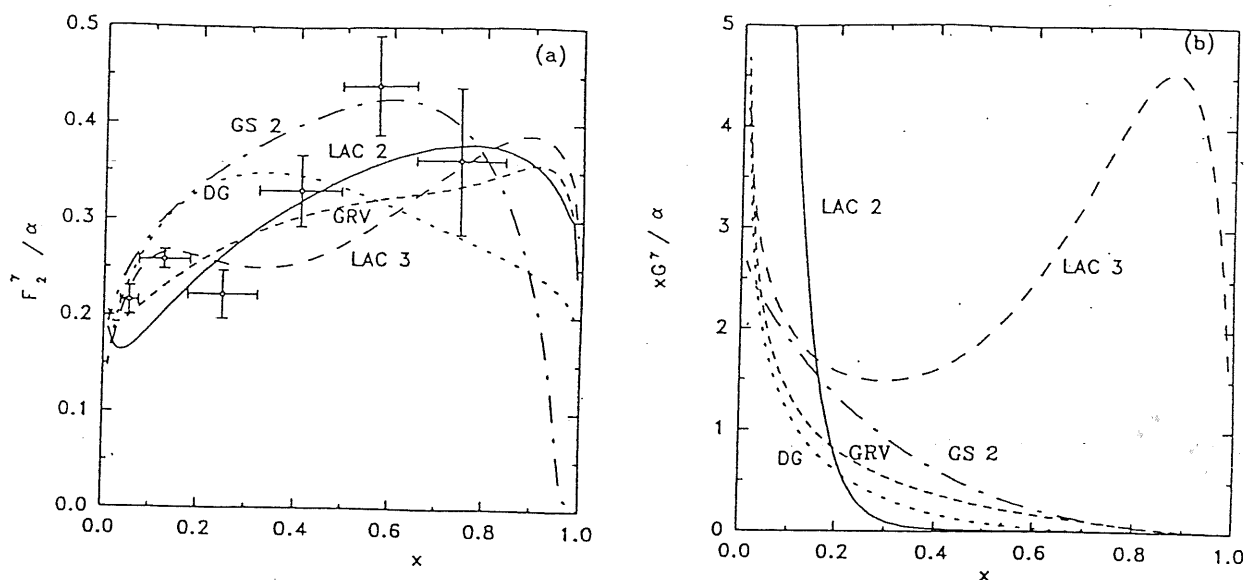 (a)
0.5
0.4
0.3
0.2
0.1
0.0
F₂^γ / α
GS 2
LAC 2
DG
GRV
LAC 3
0.0 0.2 0.4 0.6 0.8 1.0
x
(b)
5
4
3
2
1
0
xG^γ / α
LAC 2
LAC 3
DG
GRV
GS 2
0.0 0.2 0.4 0.6 0.8 1.0
x